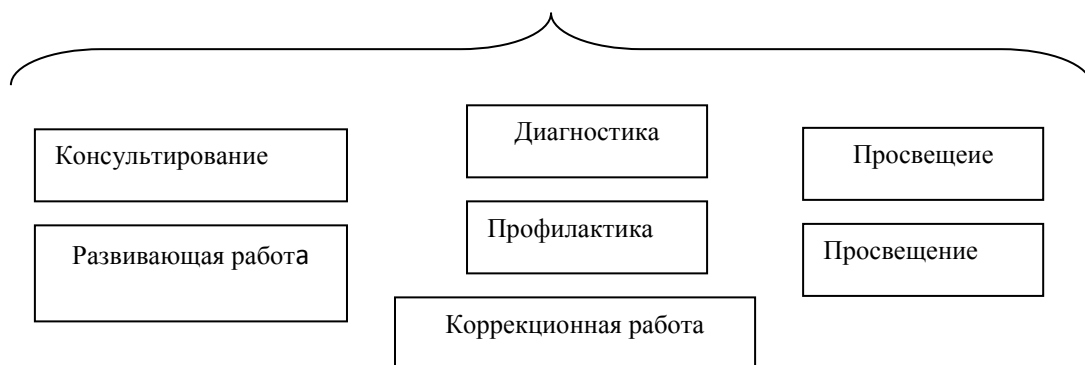 Диагностика
Консультирование
Просвещеие
Профилактика
Развивающая работа
Просвещение
Коррекционная работа